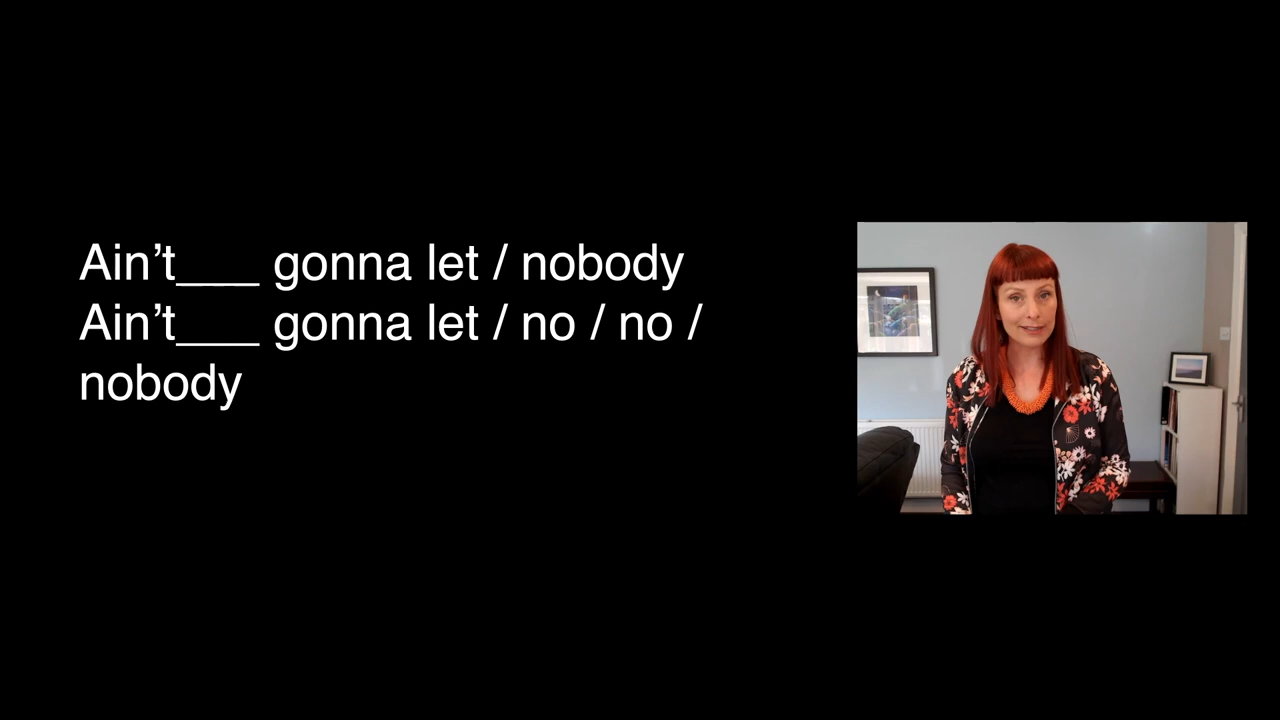 Ain’t___ gonna let / nobody
Ain’t___ gonna let / no / no /
nobody